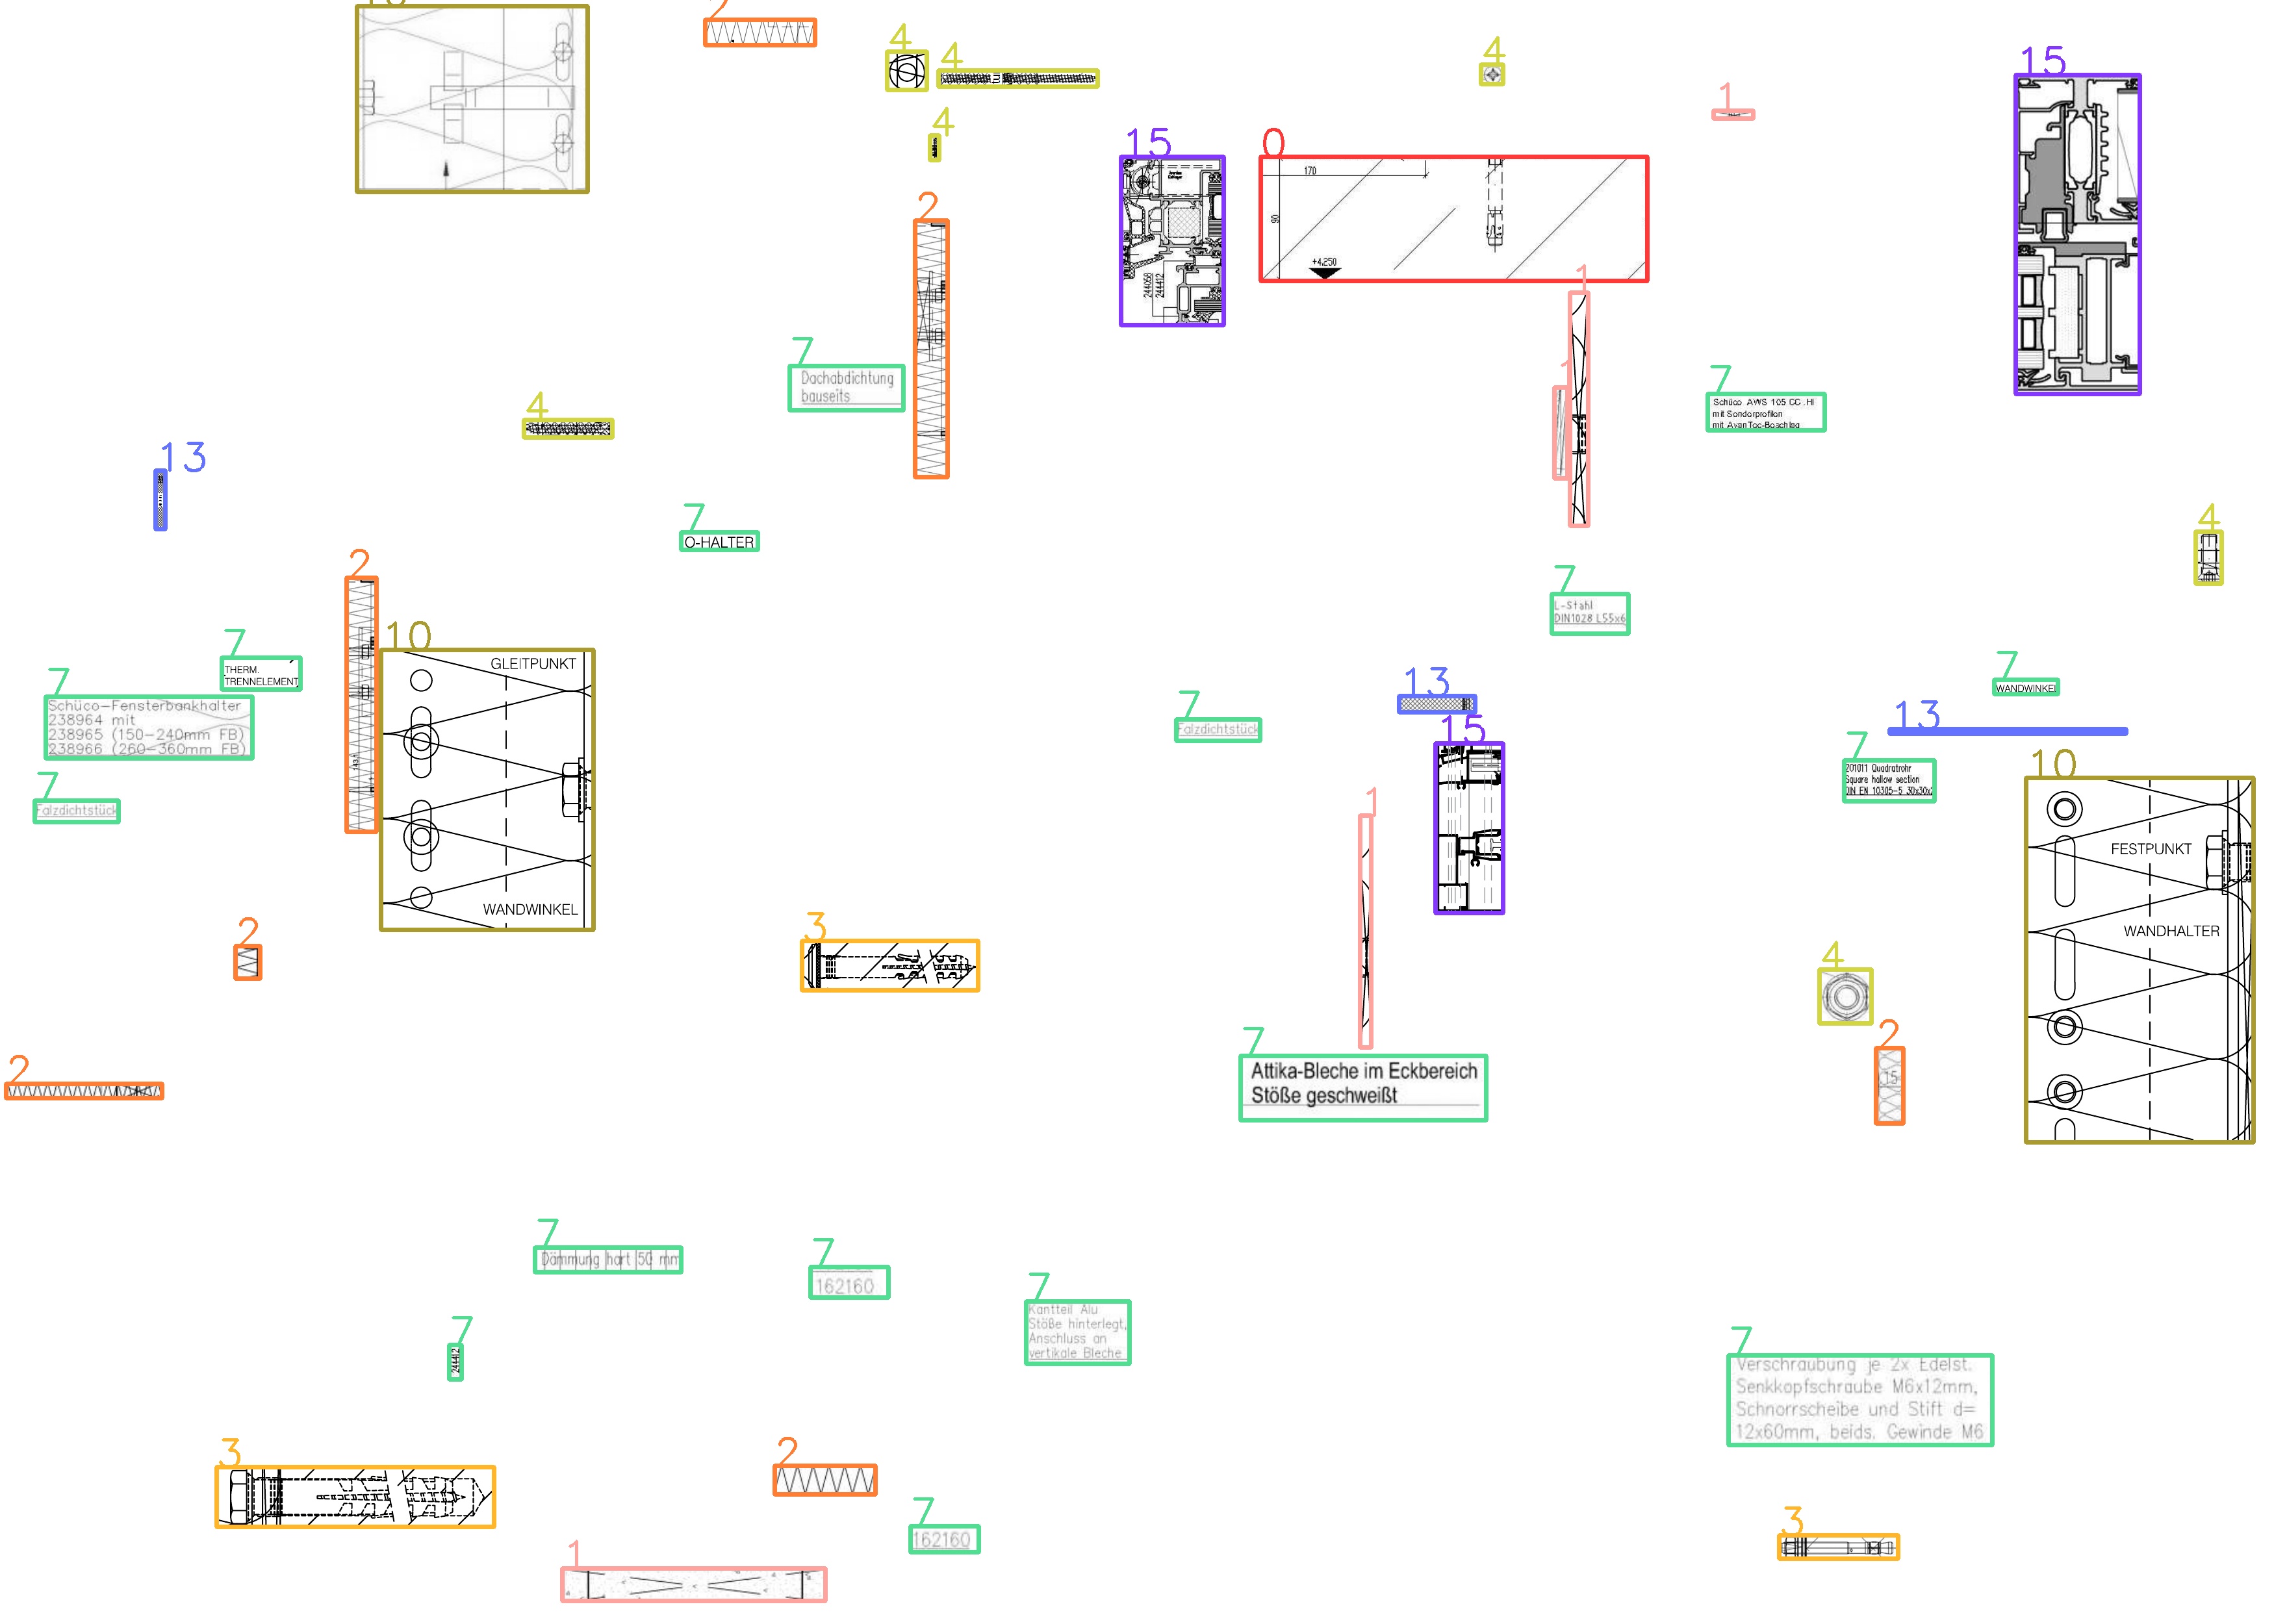 10
2
4
4
4
1
15
4
15
0
170
90
+4.250
244058
244412
2
1
1
7
Dachabdichtung
bauseits
7
Schüco AWS 105 CC .HI
mit Sonderprofilen
4
13
7
O-HALTER
4
2
7
L-Stahl
DIN1028 L55x6
10
GLEITPUNKT
WANDWINKEL
7
THERM.
TRENNELEMENT
7
Schüco-Fensterbankhalter
238964 mit
238965 (150-240mm FB)
238966 (260-360mm FB)
7
Falzdichtstück
7
WANDWINKEL
13
7
Falzdichtstück
13
15
7
201011 Quadratrohr
Square hollow section
DIN EN 10305-5 30x30x2
10
FESTPUNKT
WANDHALTER
1
2
3
4
2
15
2
7
Attika-Bleche im Eckbereich
Stöße geschweißt
7
Dämmung hart 50 mm
7
162160
7
Kantteil Alu
Stöße hinterlegt,
Anschluss an
vertikale Bleche
7
244412
7
Verschraubung je 2x Edelst.
Senkkopfschraube M6x12mm,
Schnorrscheibe und Stift d=
12x60mm, beids. Gewinde M6
3
2
7
162160
3
1